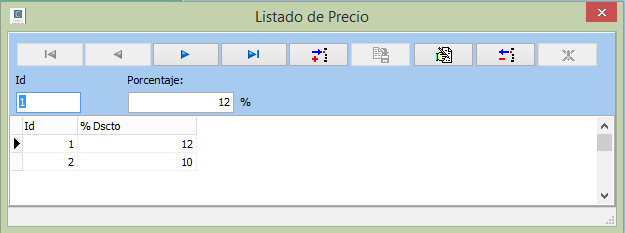 Listado de Precio
Id Porcentaje:
1 12 %
Id % Dscto
1 12
2 10